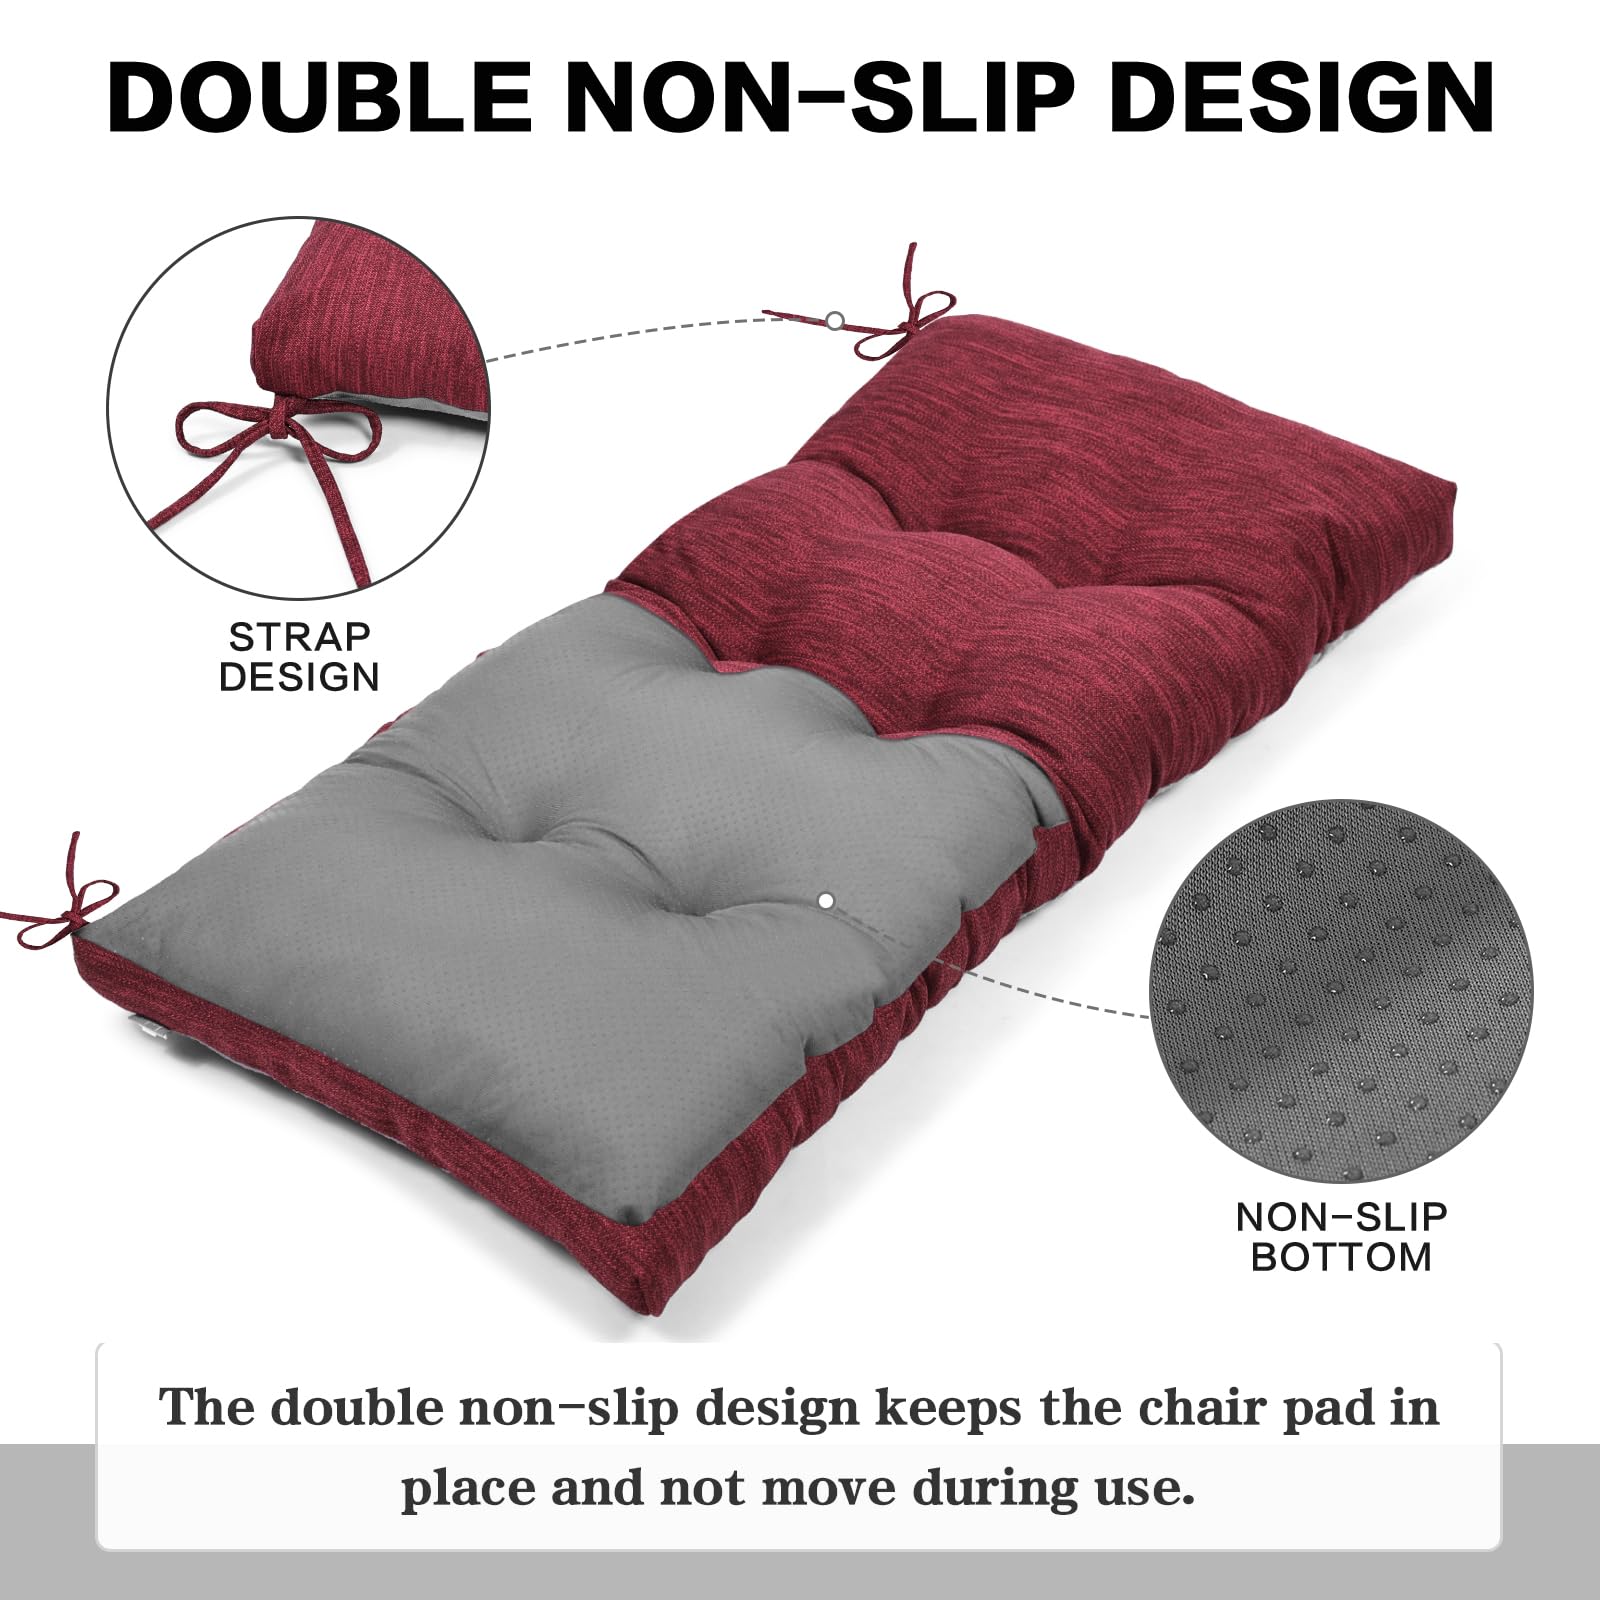 DOUBLE NON-SLIP DESIGN
STRAP
DESIGN
NON-SLIP
BOTTOM
The double non-slip design keeps the chair pad in
place and not move during use.